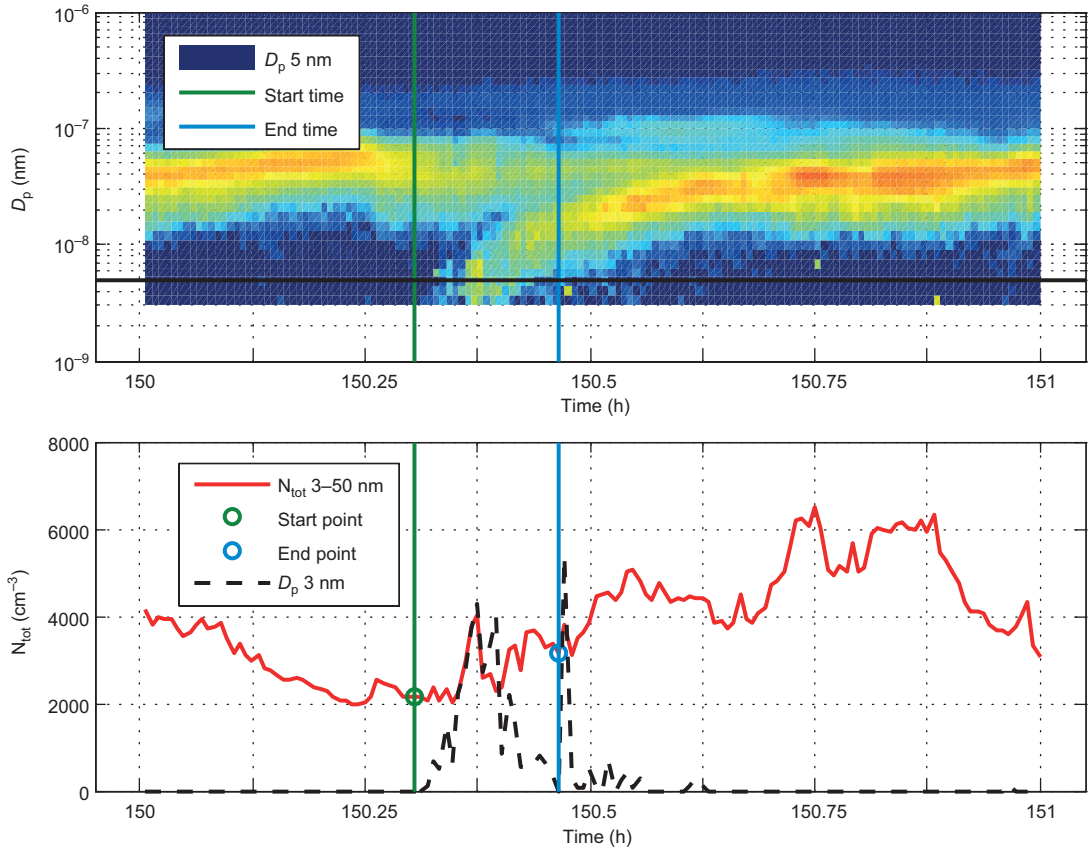 10⁻⁶
10⁻⁷
10⁻⁸
10⁻⁹
D_p (nm)
D_p 5 nm
Start time
End time
150
150.25
150.5
150.75
151
Time (h)
8000
6000
4000
2000
0
N_tot (cm⁻³)
N_tot 3–50 nm
Start point
End point
D_p 3 nm
150
150.25
150.5
150.75
151
Time (h)